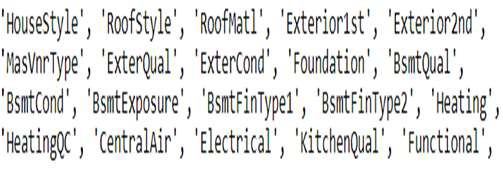 'HouseStyle', 'RoofStyle', 'RoofMatl', 'Exterior1st', 'Exterior2nd',
'MasVnrType', 'ExterQual', 'ExterCond', 'Foundation', 'BsmtQual',
'BsmtCond', 'BsmtExposure', 'BsmtFinType1', 'BsmtFinType2', 'Heating',
'HeatingQC', 'CentralAir', 'Electrical', 'KitchenQual', 'Functional',